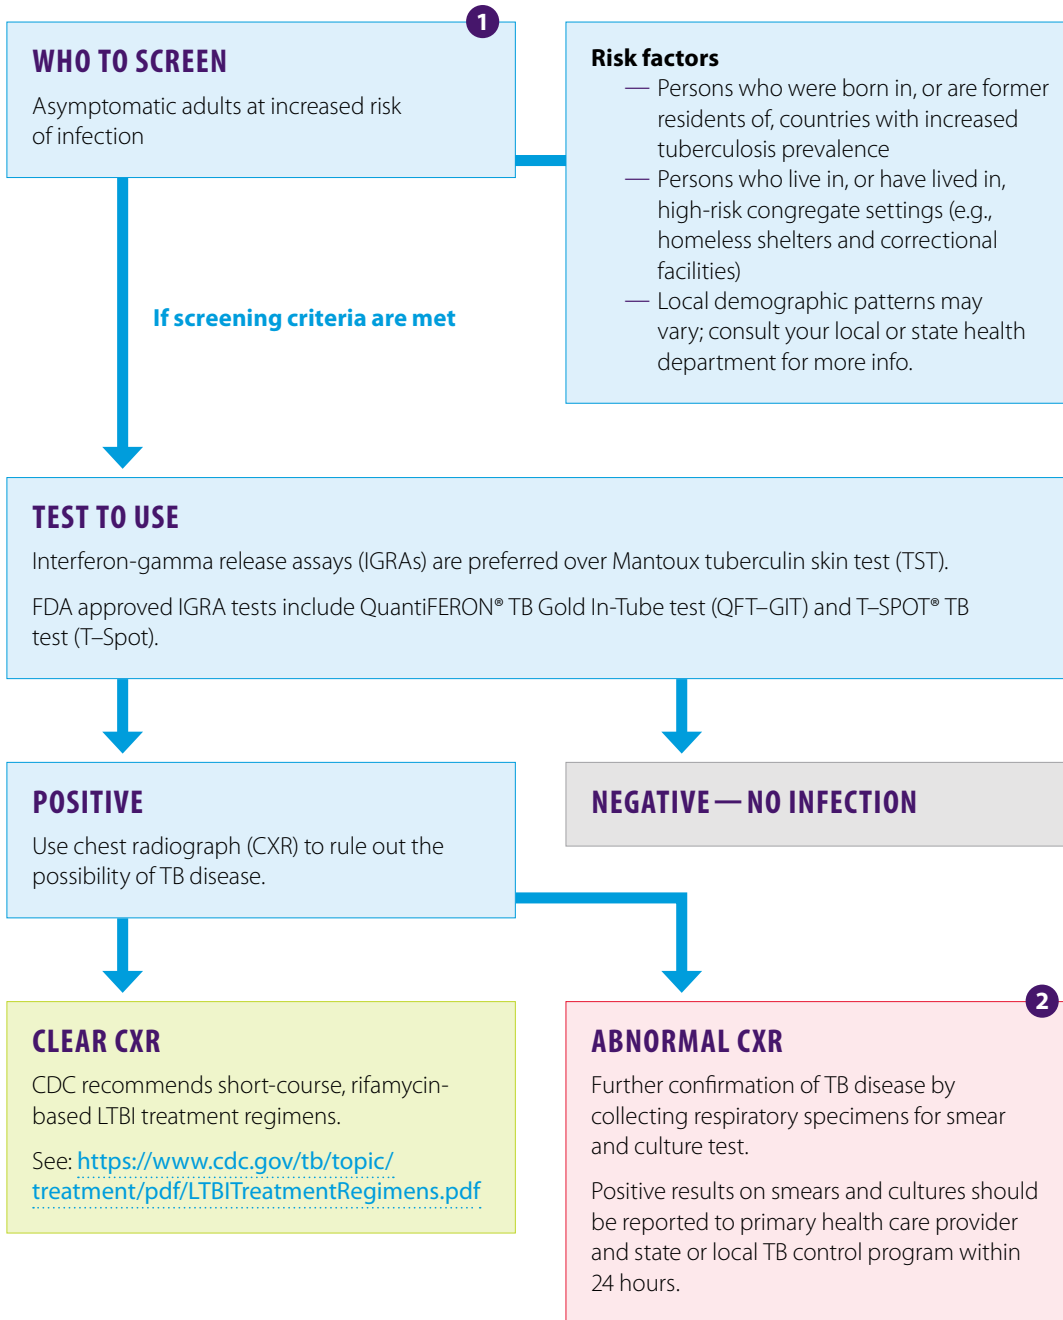 1
WHO TO SCREEN
Asymptomatic adults at increased risk
of infection
Risk factors
— Persons who were born in, or are former
residents of, countries with increased
tuberculosis prevalence
— Persons who live in, or have lived in,
high-risk congregate settings (e.g.,
homeless shelters and correctional
facilities)
— Local demographic patterns may
vary; consult your local or state health
department for more info.
If screening criteria are met
TEST TO USE
Interferon-gamma release assays (IGRAs) are preferred over Mantoux tuberculin skin test (TST).
FDA approved IGRA tests include QuantiFERON® TB Gold In-Tube test (QFT–GIT) and T–SPOT® TB
test (T–Spot).
POSITIVE
Use chest radiograph (CXR) to rule out the
possibility of TB disease.
NEGATIVE — NO INFECTION
CLEAR CXR
CDC recommends short-course, rifamycin-
based LTBI treatment regimens.
See: https://www.cdc.gov/tb/topic/
treatment/pdf/LTBITreatmentRegimens.pdf
2
ABNORMAL CXR
Further confirmation of TB disease by
collecting respiratory specimens for smear
and culture test.
Positive results on smears and cultures should
be reported to primary health care provider
and state or local TB control program within
24 hours.